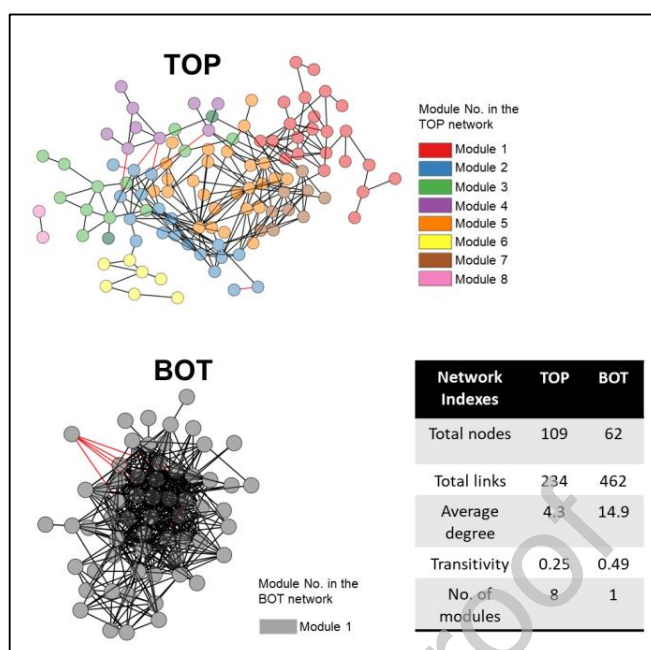 TOP
Module No. in the
TOP network
Module 1
Module 2
Module 3
Module 4
Module 5
Module 6
Module 7
Module 8
BOT
Module No. in the
BOT network
Module 1
Network Indexes TOP BOT
Total nodes 109 62
Total links 234 462
Average degree 4.3 14.9
Transitivity 0.25 0.49
No. of modules 8 1
roof